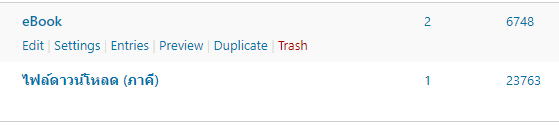 eBook 2 6748
Edit | Settings | Entries | Preview | Duplicate | Trash
ไฟล์ดาวน์โหลด (ภาคี) 1 23763